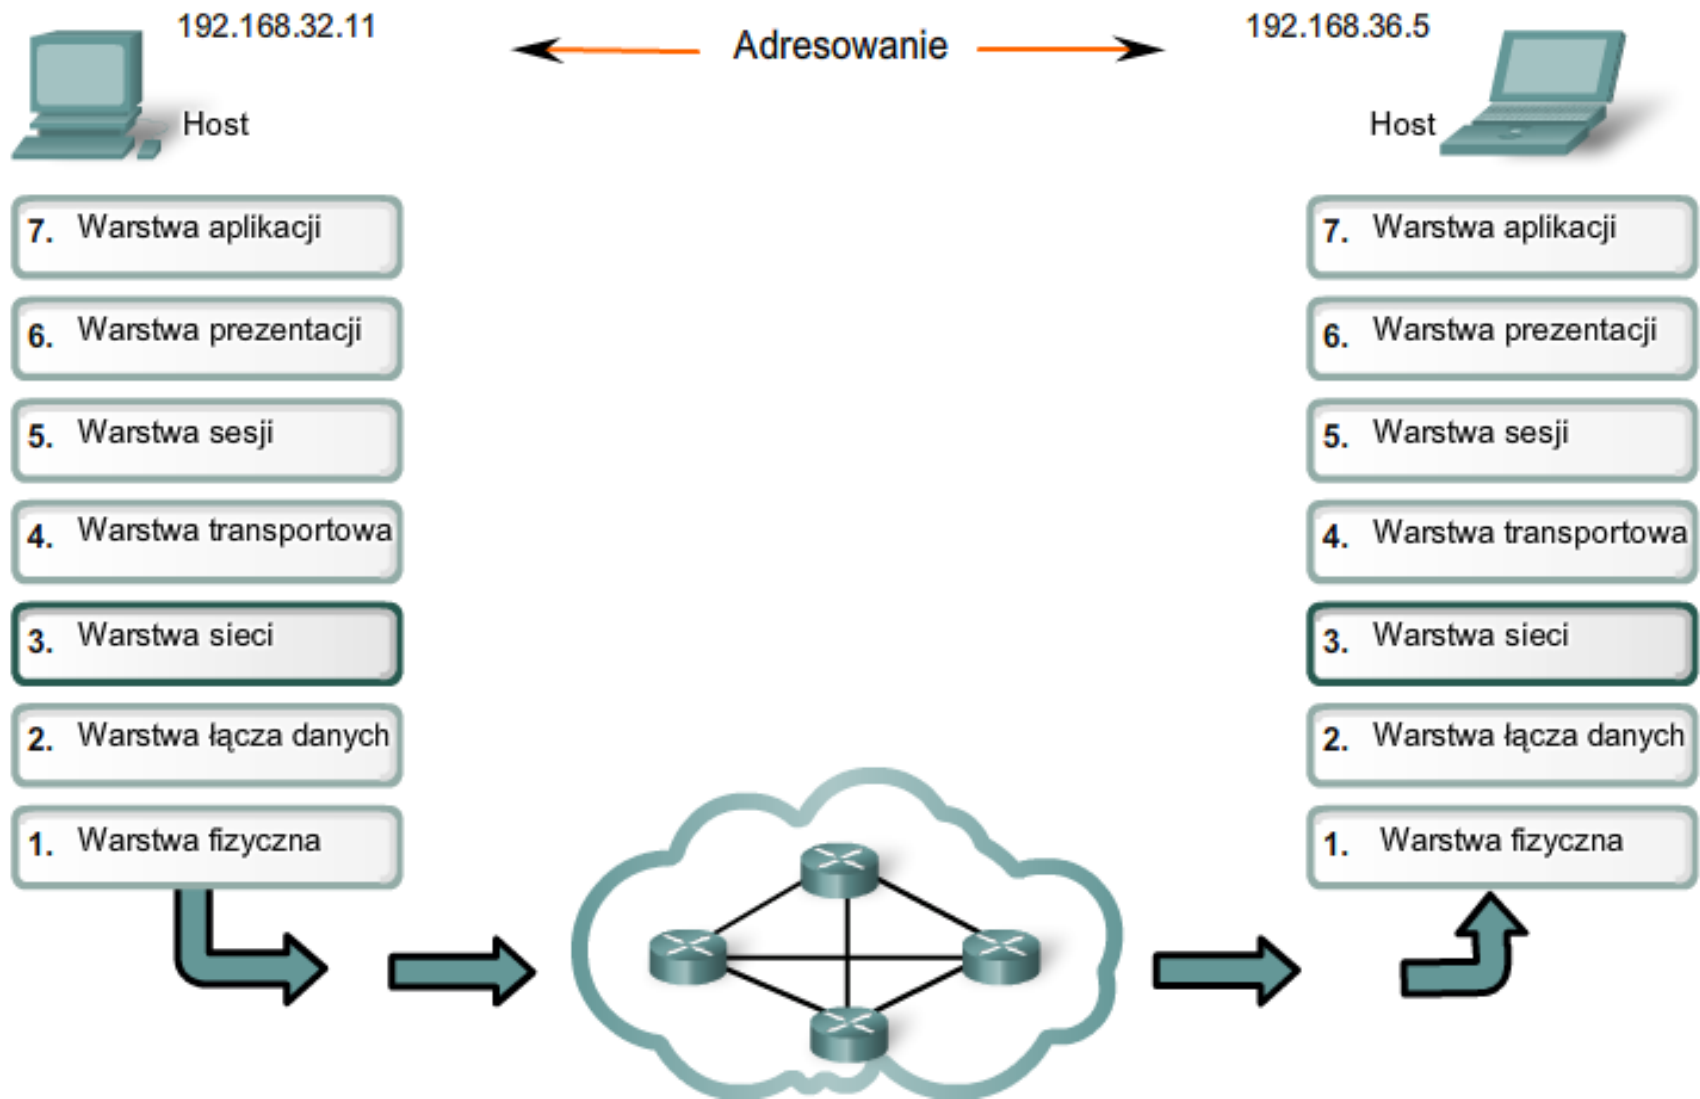 192.168.32.11
Adresowanie
192.168.36.5
Host
Host
7. Warstwa aplikacji
6. Warstwa prezentacji
5. Warstwa sesji
4. Warstwa transportowa
3. Warstwa sieci
2. Warstwa łącza danych
1. Warstwa fizyczna
7. Warstwa aplikacji
6. Warstwa prezentacji
5. Warstwa sesji
4. Warstwa transportowa
3. Warstwa sieci
2. Warstwa łącza danych
1. Warstwa fizyczna